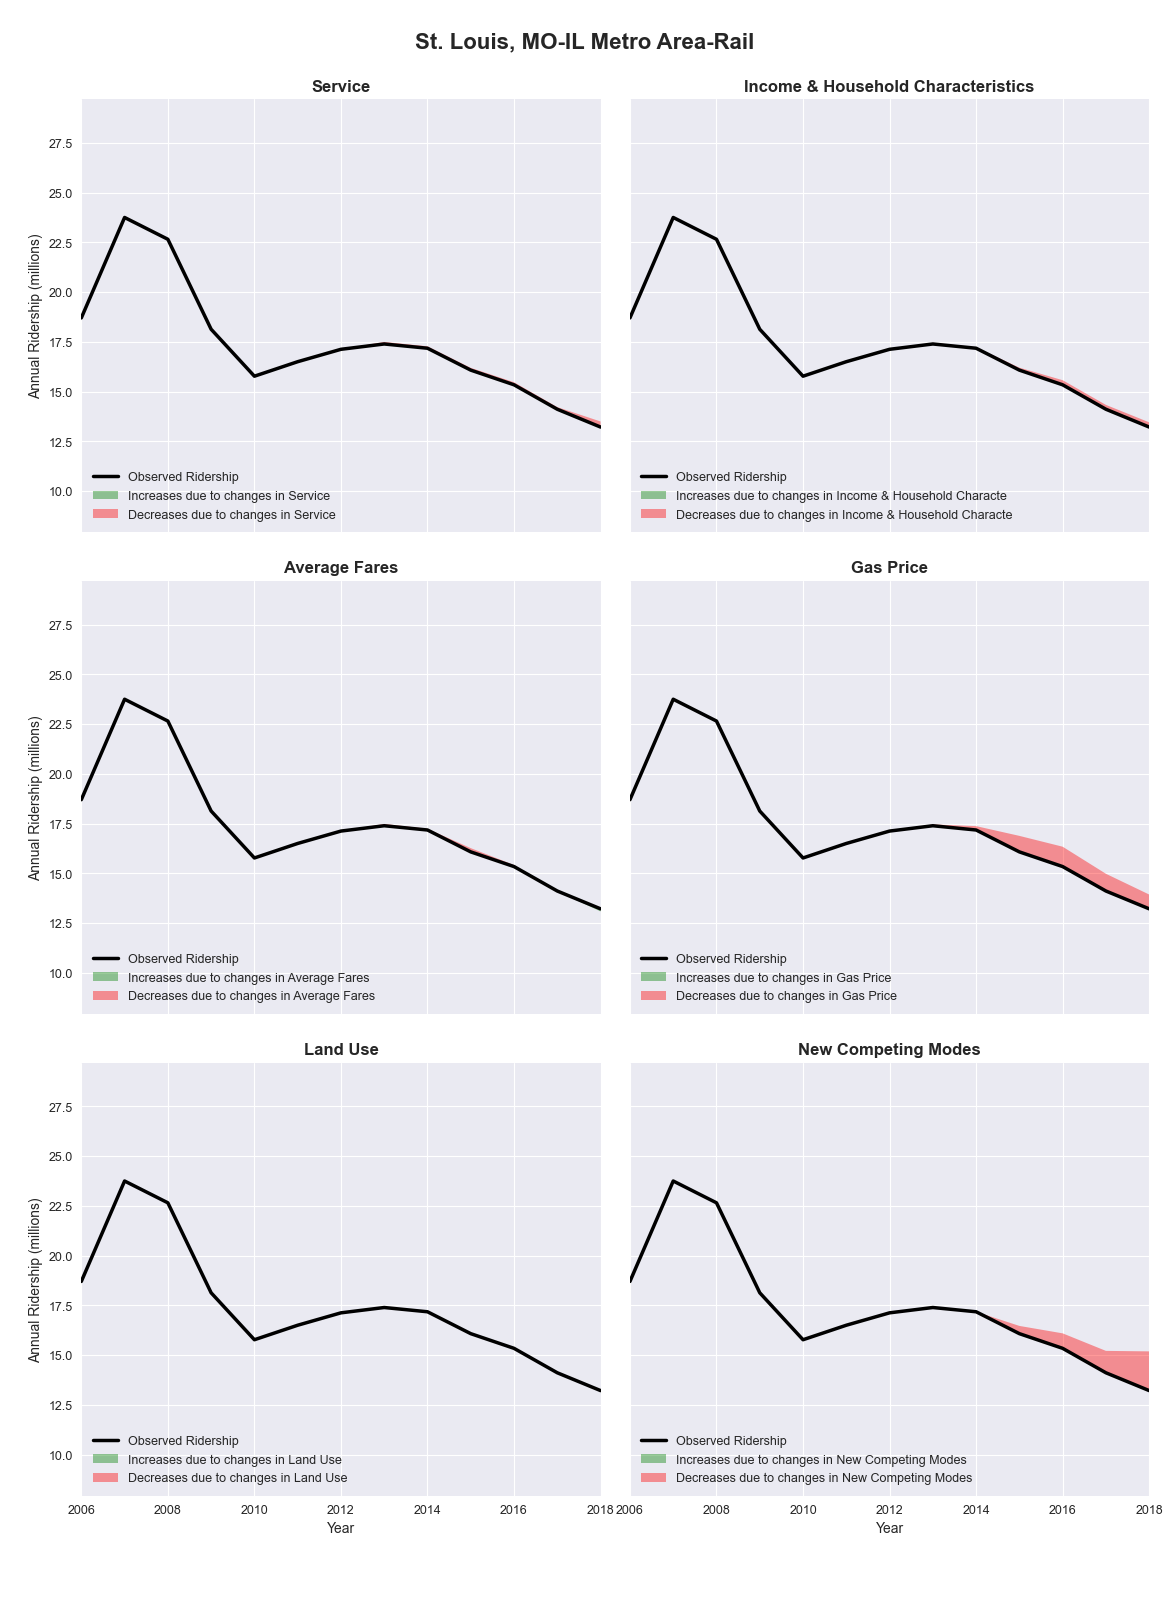 St. Louis, MO-IL Metro Area-Rail
Service
Income & Household Characteristics
27.5
25.0
22.5
20.0
17.5
15.0
12.5
10.0
Annual Ridership (millions)
Observed Ridership
Increases due to changes in Service
Decreases due to changes in Service
Observed Ridership
Increases due to changes in Income & Household Characte
Decreases due to changes in Income & Household Characte
Average Fares
Gas Price
27.5
25.0
22.5
20.0
17.5
15.0
12.5
10.0
Annual Ridership (millions)
Observed Ridership
Increases due to changes in Average Fares
Decreases due to changes in Average Fares
Observed Ridership
Increases due to changes in Gas Price
Decreases due to changes in Gas Price
Land Use
New Competing Modes
27.5
25.0
22.5
20.0
17.5
15.0
12.5
10.0
Annual Ridership (millions)
Observed Ridership
Increases due to changes in Land Use
Decreases due to changes in Land Use
Observed Ridership
Increases due to changes in New Competing Modes
Decreases due to changes in New Competing Modes
2006 2008 2010 2012 2014 2016 2018
Year
2006 2008 2010 2012 2014 2016 2018
Year